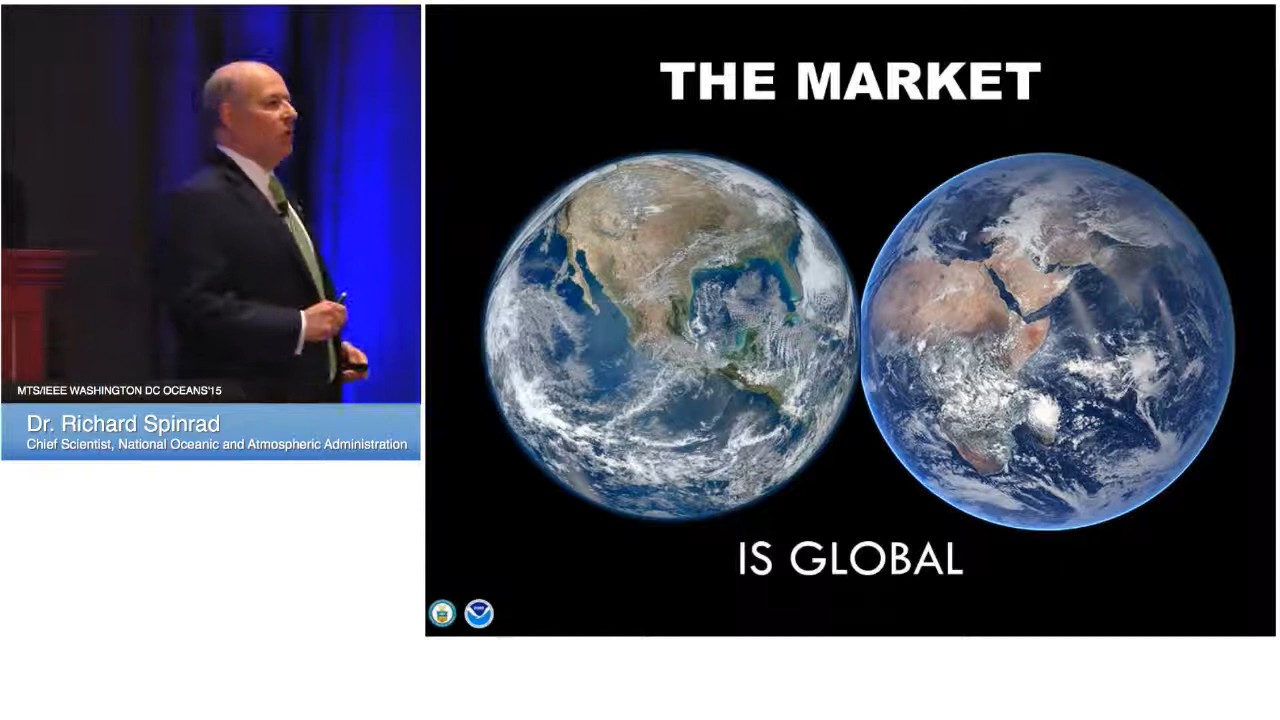 THE MARKET
IS GLOBAL
MTS/IEEE WASHINGTON DC OCEANS'15
Dr. Richard Spinrad
Chief Scientist, National Oceanic and Atmospheric Administration